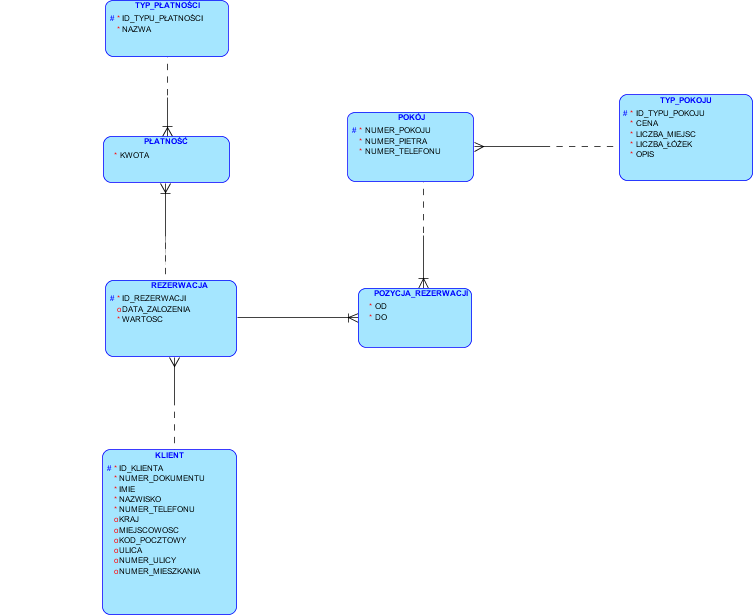 TYP_PŁATNOŚCI
# * ID_TYPU_PŁATNOŚCI
* NAZWA
PŁATNOŚĆ
* KWOTA
POKÓJ
# * NUMER_POKOJU
* NUMER_PIETRA
* NUMER_TELEFONU
TYP_POKOJU
# * ID_TYPU_POKOJU
* CENA
* LICZBA_MIEJSC
* LICZBA_ŁÓŻEK
* OPIS
REZERWACJA
# * ID_REZERWACJI
o DATA_ZALOZENIA
* WARTOSC
POZYCJA_REZERWACJI
* OD
* DO
KLIENT
# * ID_KLIENTA
* NUMER_DOKUMENTU
* IMIE
* NAZWISKO
* NUMER_TELEFONU
o KRAJ
o MIEJSCOWOSC
o KOD_POCZTOWY
o ULICA
o NUMER_ULICY
o NUMER_MIESZKANIA